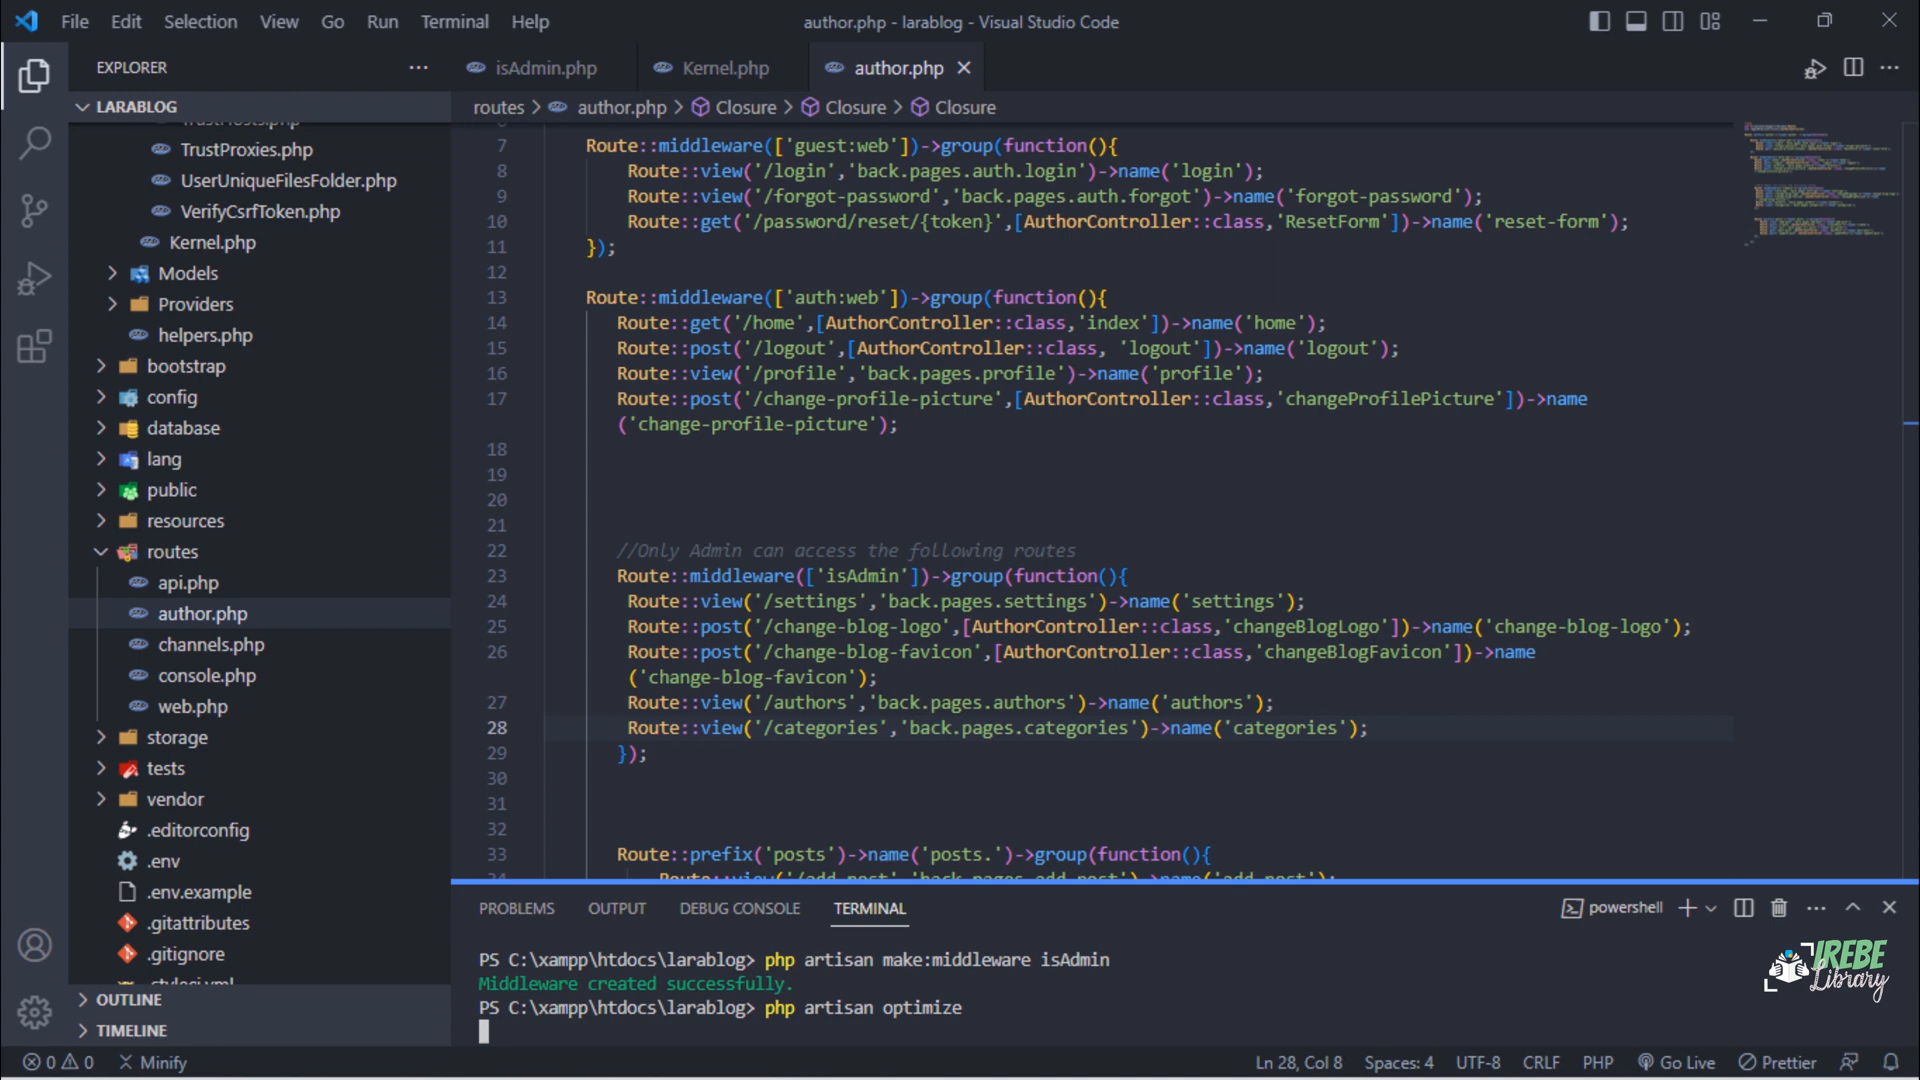 File Edit Selection View Go Run Terminal Help
author.php - larablog - Visual Studio Code
EXPLORER
isAdmin.php
Kernel.php
author.php
LARABLOG
routes > author.php > Closure > Closure > Closure
TrustHosts.php
TrustProxies.php
UserUniqueFilesFolder.php
VerifyCsrfToken.php
Kernel.php
Models
Providers
helpers.php
bootstrap
config
database
lang
public
resources
routes
api.php
author.php
channels.php
console.php
web.php
storage
tests
vendor
.editorconfig
.env
.env.example
.gitattributes
.gitignore
OUTLINE
TIMELINE
7 Route::middleware(['guest:web'])->group(function(){
8 Route::view('/login','back.pages.auth.login')->name('login');
9 Route::view('/forgot-password','back.pages.auth.forgot')->name('forgot-password');
10 Route::get('/password/reset/{token}',[AuthorController::class,'ResetForm'])->name('reset-form');
11 });
12
13 Route::middleware(['auth:web'])->group(function(){
14 Route::get('/home',[AuthorController::class,'index'])->name('home');
15 Route::post('/logout',[AuthorController::class, 'logout'])->name('logout');
16 Route::view('/profile','back.pages.profile')->name('profile');
17 Route::post('/change-profile-picture',[AuthorController::class,'changeProfilePicture'])->name
('change-profile-picture');
18
19
20
21
22 //Only Admin can access the following routes
23 Route::middleware(['isAdmin'])->group(function(){
24 Route::view('/settings','back.pages.settings')->name('settings');
25 Route::post('/change-blog-logo',[AuthorController::class,'changeBlogLogo'])->name('change-blog-logo');
26 Route::post('/change-blog-favicon',[AuthorController::class,'changeBlogFavicon'])->name
('change-blog-favicon');
27 Route::view('/authors','back.pages.authors')->name('authors');
28 Route::view('/categories','back.pages.categories')->name('categories');
29 });
30
31
32
33 Route::prefix('posts')->name('posts.')->group(function(){
PROBLEMS OUTPUT DEBUG CONSOLE TERMINAL
powershell
PS C:\xampp\htdocs\larablog> php artisan make:middleware isAdmin
Middleware created successfully.
PS C:\xampp\htdocs\larablog> php artisan optimize
IREBE
Library
0 0 Minify
Ln 28, Col 8 Spaces: 4 UTF-8 CRLF PHP Go Live Prettier